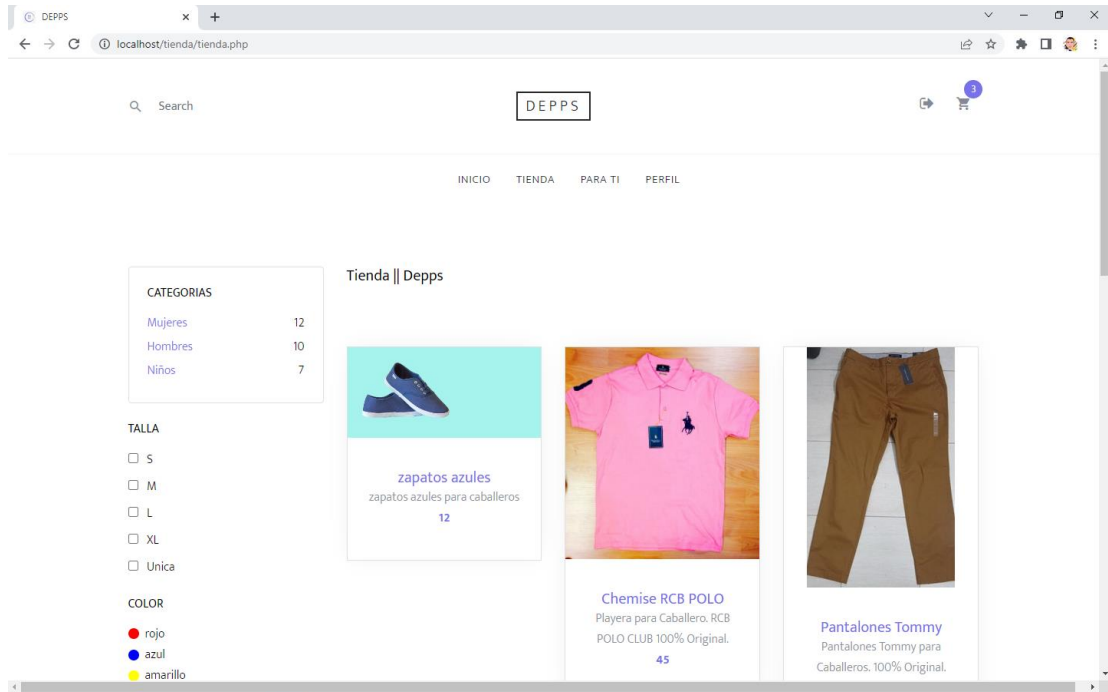 DEPPS
localhost/tienda/tienda.php
Search
DEPPS
3
INICIO TIENDA PARA TI PERFIL
CATEGORIAS
Mujeres 12
Hombres 10
Niños 7
TALLA
S
M
L
XL
Unica
COLOR
rojo
azul
amarillo
Tienda || Depps
zapatos azules
zapatos azules para caballeros
12
Chemise RCB POLO
Playera para Caballero. RCB
POLO CLUB 100% Original.
45
Pantalones Tommy
Pantalones Tommy para
Caballeros. 100% Original.